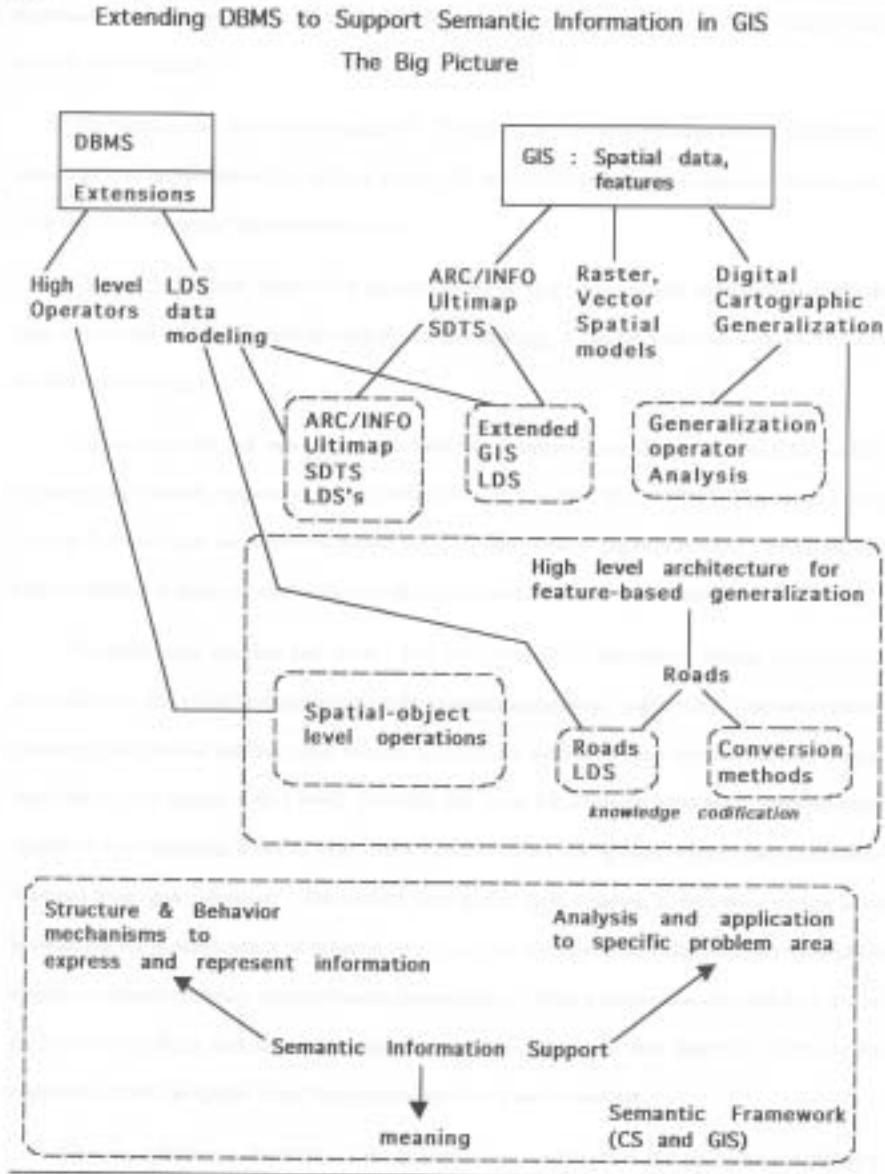 Extending DBMS to Support Semantic Information in GIS
The Big Picture
DBMS
Extensions
GIS : Spatial data,
features
High level
Operators
LDS
data
modeling
ARC/INFO
Ultimap
SDTS
Raster,
Vector
Spatial
models
Digital
Cartographic
Generalization
ARC/INFO
Ultimap
SDTS
LDS's
Extended
GIS
LDS
Generalization
operator
Analysis
High level architecture for
feature-based generalization
Roads
Spatial-object
level operations
Roads
LDS
Conversion
methods
knowledge codification
Structure & Behavior
mechanisms to
express and represent information
Analysis and application
to specific problem area
Semantic Information Support
meaning
Semantic Framework
(CS and GIS)